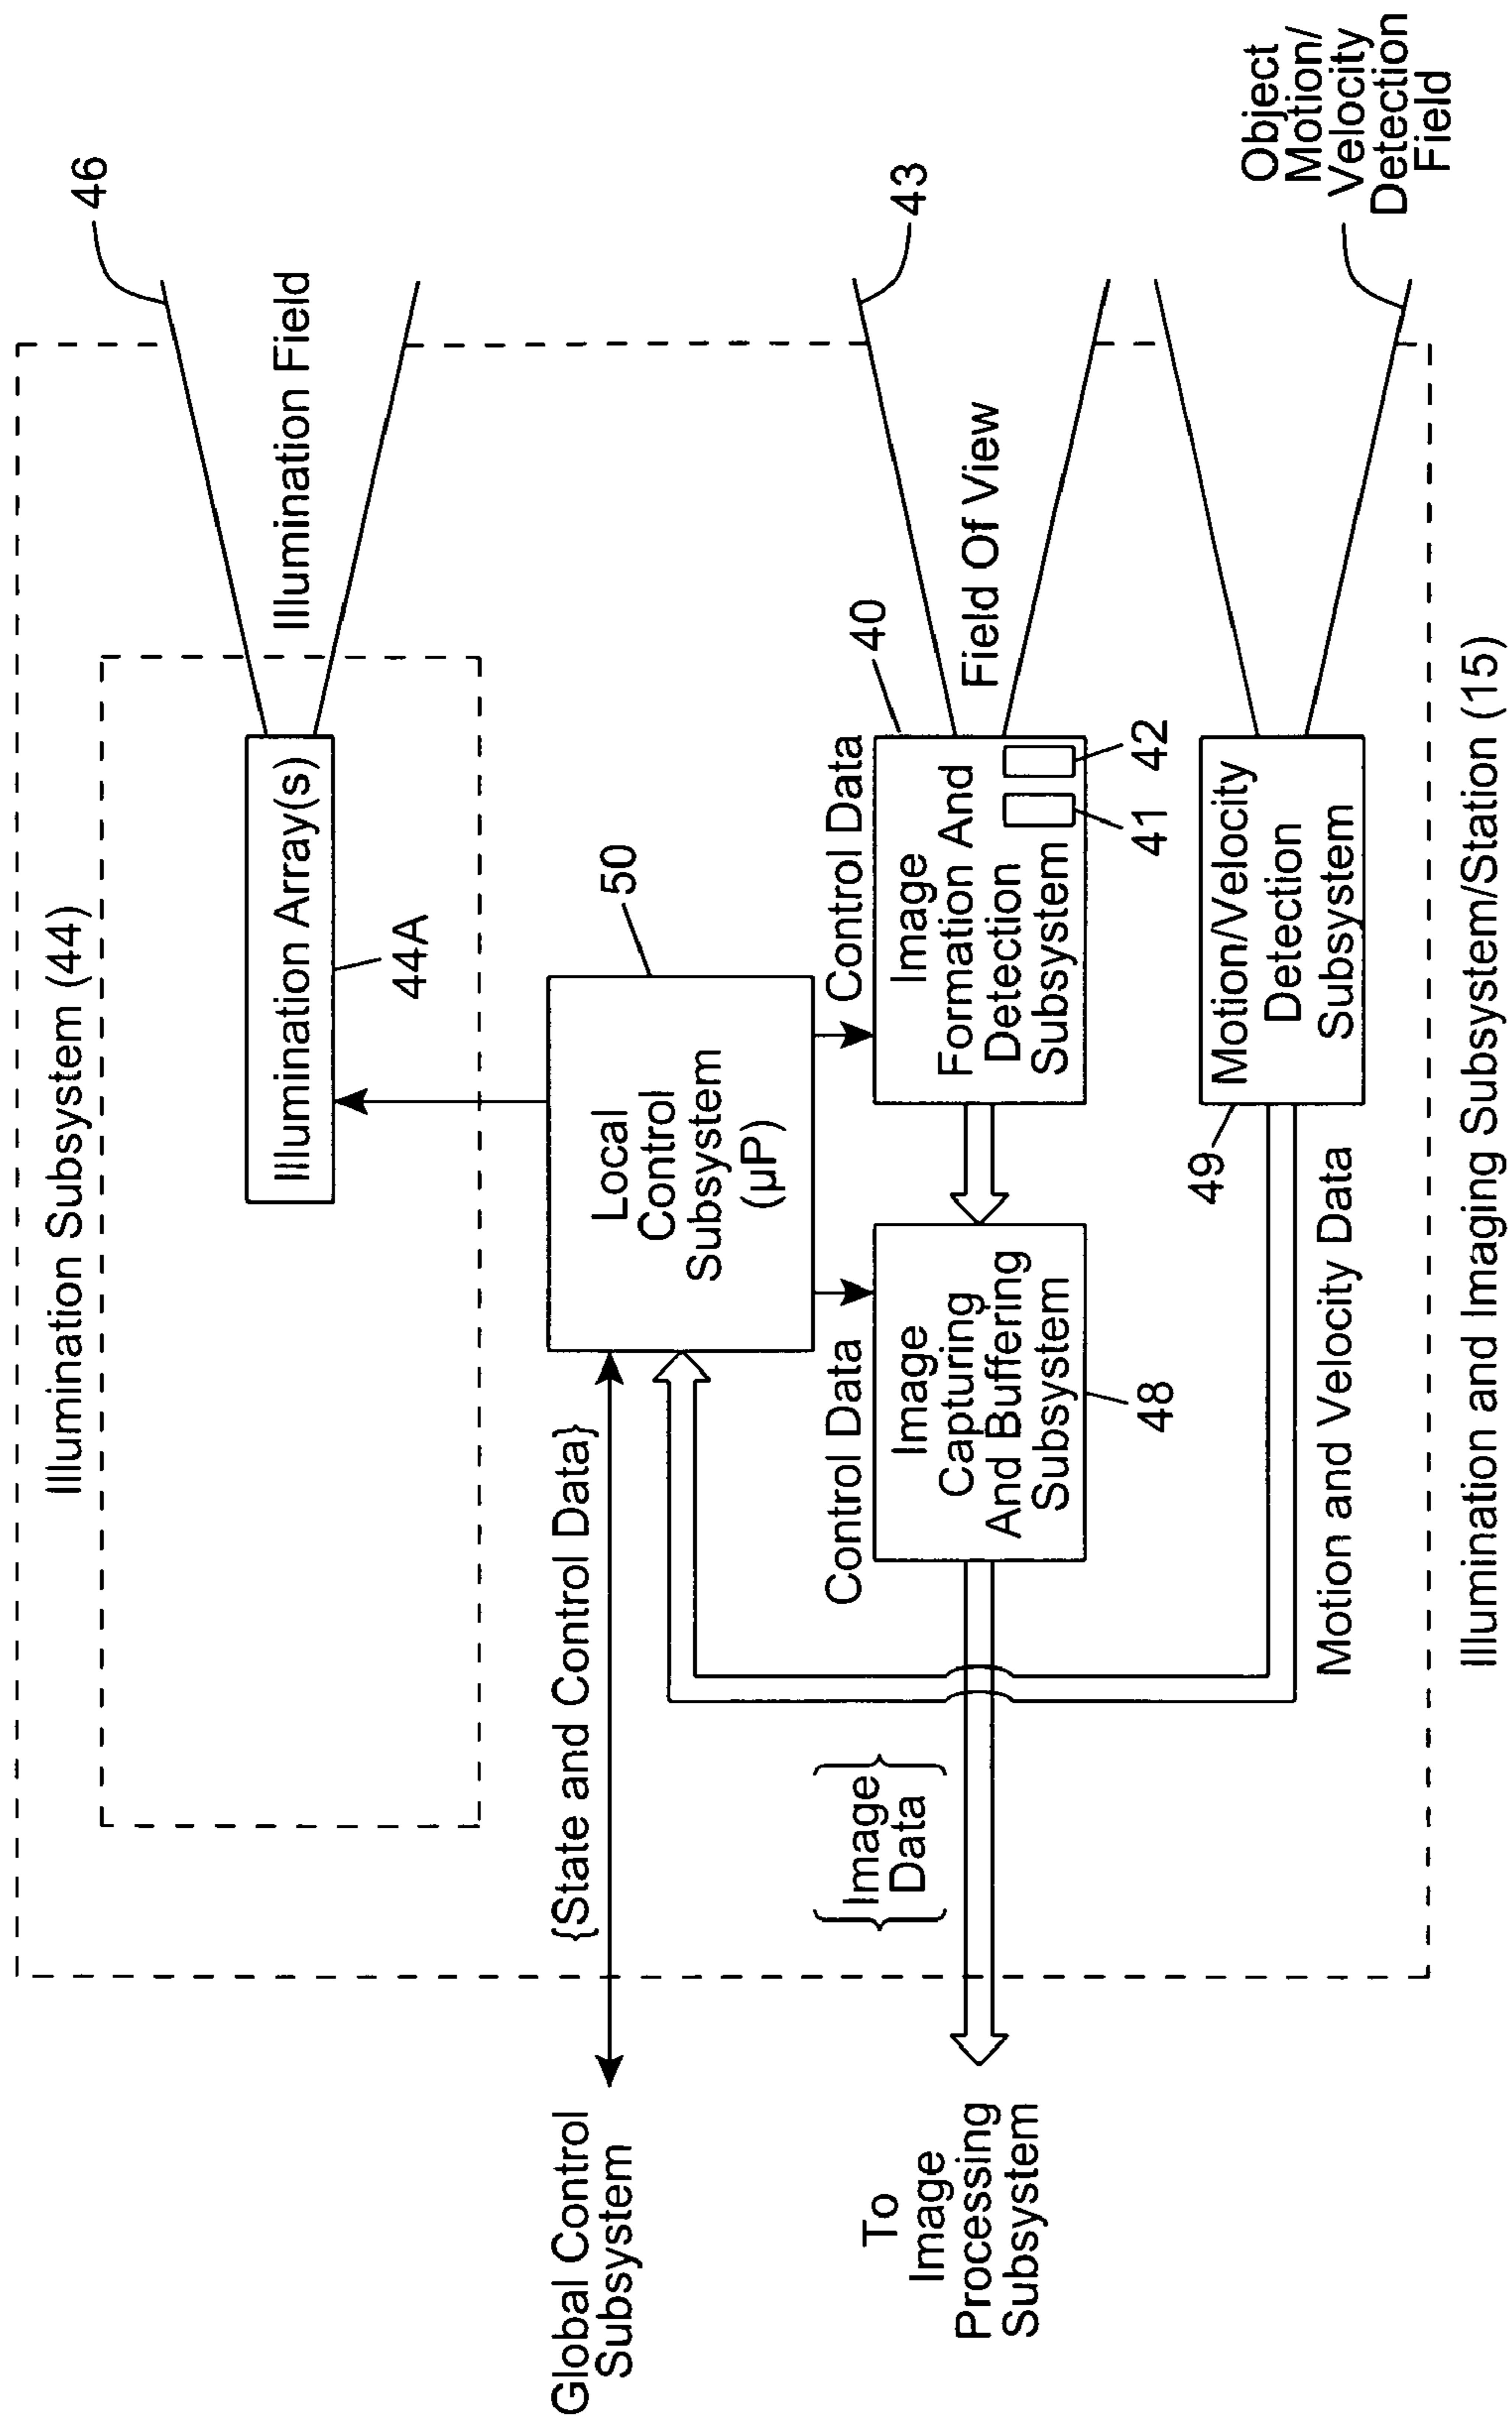 Illumination Subsystem (44)
46
Illumination Array(s)
Illumination Field
44A
50
Global Control
Subsystem
{State and Control Data}
Local
Control
Subsystem
(µP)
Control Data
Control Data
40
43
{Image
Data}
Image
Capturing
And Buffering
Subsystem
Image
Formation And
Detection
Subsystem
Field Of View
To
Image
Processing
Subsystem
48
41
42
49
Motion/Velocity
Detection
Subsystem
Object
Motion/
Velocity
Detection
Field
Motion and Velocity Data
Illumination and Imaging Subsystem/Station (15)